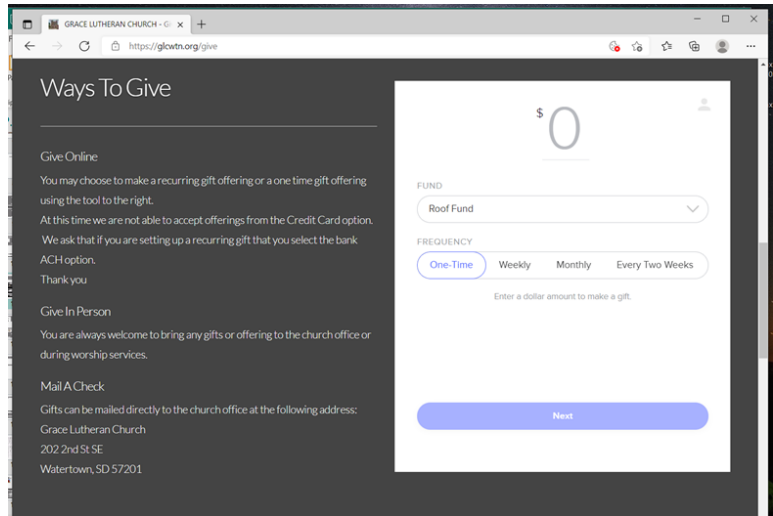 GRACE LUTHERAN CHURCH - G
https://glcwtn.org/give
Ways To Give
Give Online
You may choose to make a recurring gift offering or a one time gift offering
using the tool to the right.
At this time we are not able to accept offerings from the Credit Card option.
We ask that if you are setting up a recurring gift that you select the bank
ACH option.
Thank you
Give In Person
You are always welcome to bring any gifts or offering to the church office or
during worship services.
Mail A Check
Gifts can be mailed directly to the church office at the following address:
Grace Lutheran Church
202 2nd St SE
Watertown, SD 57201
$0
FUND
Roof Fund
FREQUENCY
One-Time Weekly Monthly Every Two Weeks
Enter a dollar amount to make a gift.
Next